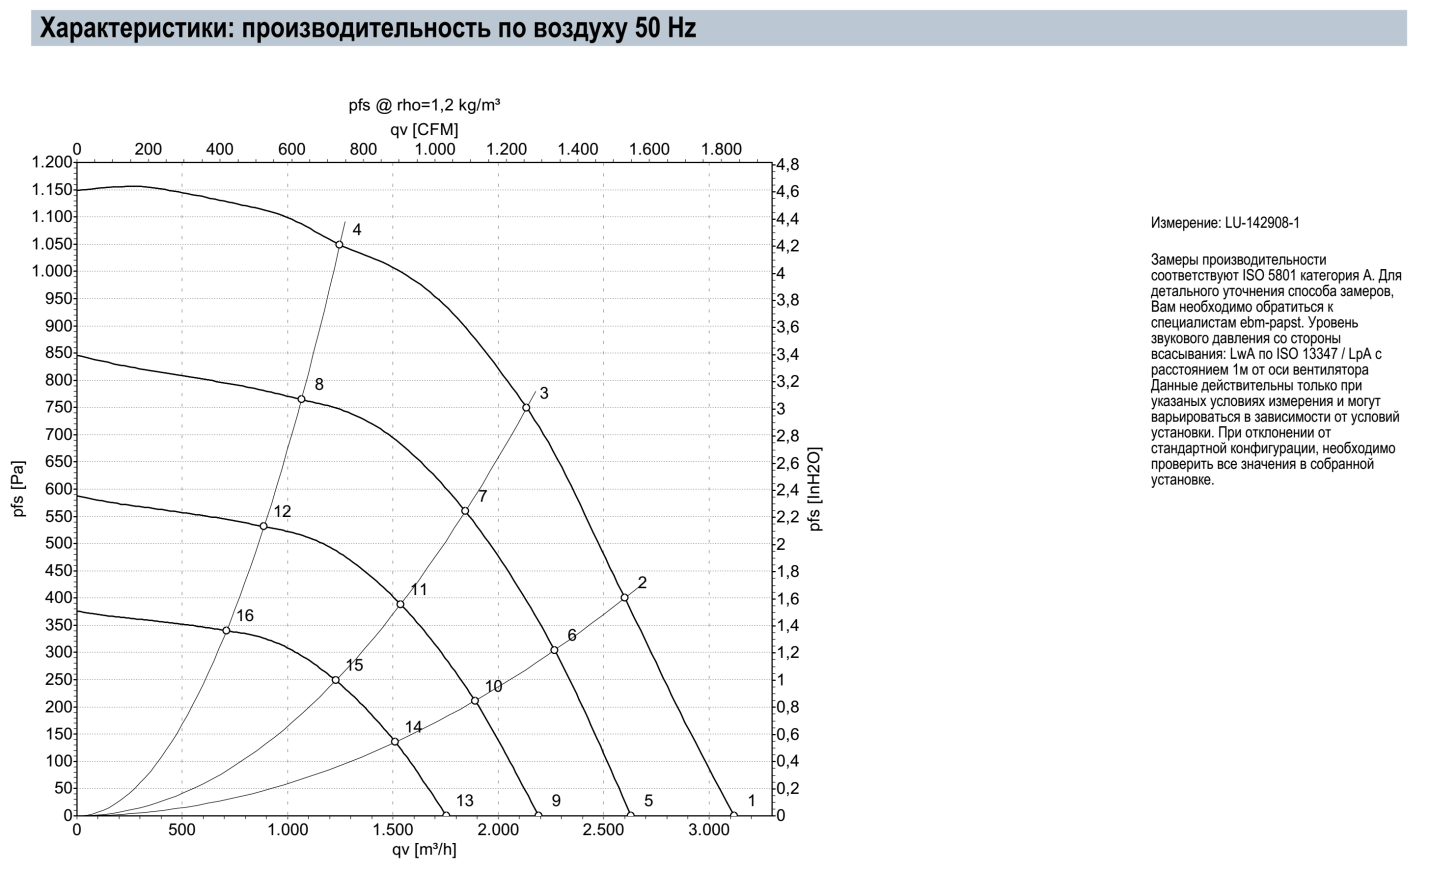 Характеристики: производительность по воздуху 50 Hz
pfs @ rho=1,2 kg/m³
qv [CFM]
0 200 400 600 800 1.000 1.200 1.400 1.600 1.800
1.200
1.150
1.100
1.050
1.000
950
900
850
800
750
700
650
600
550
500
450
400
350
300
250
200
150
100
50
0
pfs [Pa]
4
3
8
7
12
2
11
16
6
15
10
14
13
9
5
1
4,8
4,6
4,4
4,2
4
3,8
3,6
3,4
3,2
3
2,8
2,6
2,4
2,2
2
1,8
1,6
1,4
1,2
1
0,8
0,6
0,4
0,2
0
pfs [InH2O]
0 500 1.000 1.500 2.000 2.500 3.000
qv [m³/h]
Измерение: LU-142908-1
Замеры производительности
соответствуют ISO 5801 категория А. Для
детального уточнения способа замеров,
Вам необходимо обратиться к
специалистам ebm-papst. Уровень
звукового давления со стороны
всасывания: LwA по ISO 13347 / LpA с
расстоянием 1м от оси вентилятора
Данные действительны только при
указаных условиях измерения и могут
варьироваться в зависимости от условий
установки. При отклонении от
стандартной конфигурации, необходимо
проверить все значения в собранной
установке.